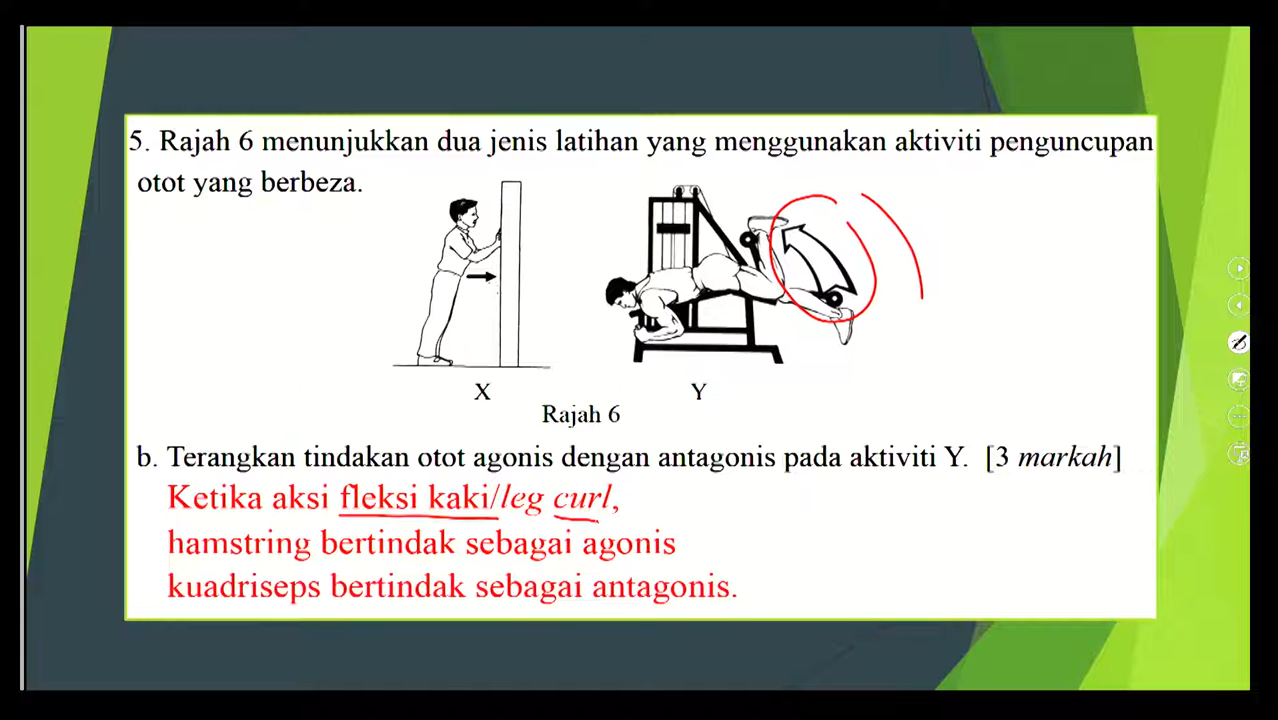 5. Rajah 6 menunjukkan dua jenis latihan yang menggunakan aktiviti penguncupan
otot yang berbeza.
X
Y
Rajah 6
b. Terangkan tindakan otot agonis dengan antagonis pada aktiviti Y. [3 markah]
Ketika aksi fleksi kaki/leg curl,
hamstring bertindak sebagai agonis
kuadriseps bertindak sebagai antagonis.